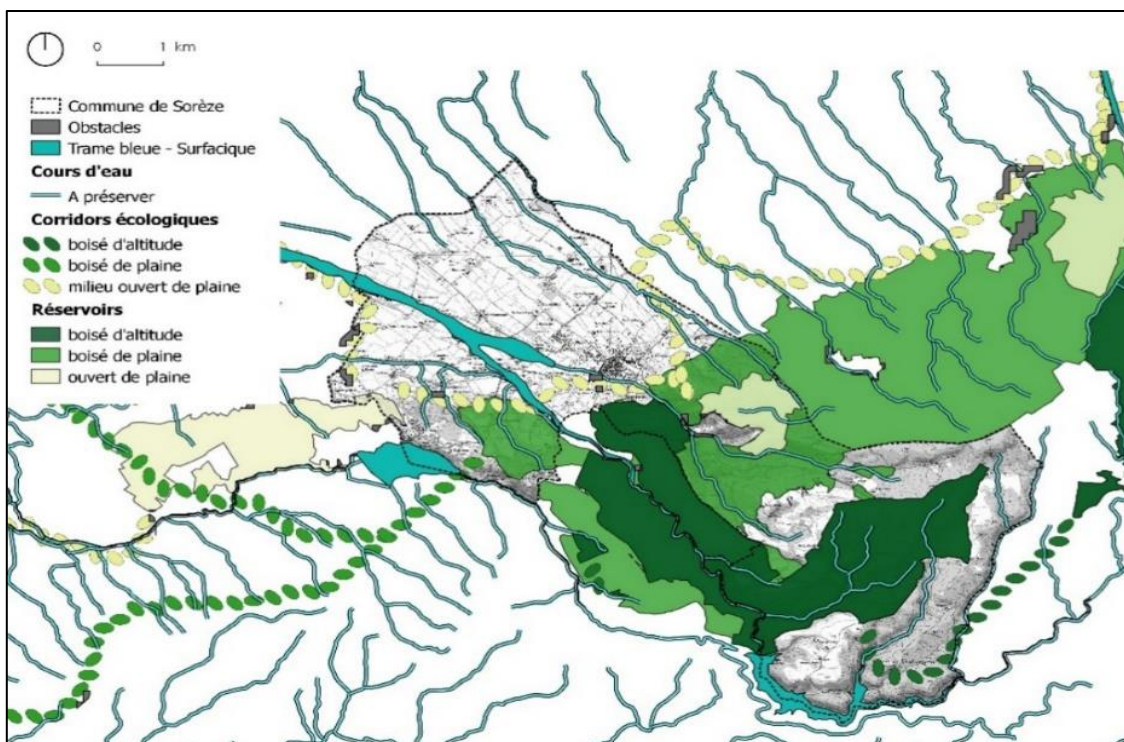 0 1 km
Commune de Sorèze
Obstacles
Trame bleue - Surfacique
Cours d'eau
A préserver
Corridors écologiques
boisé d'altitude
boisé de plaine
milieu ouvert de plaine
Réservoirs
boisé d'altitude
boisé de plaine
ouvert de plaine